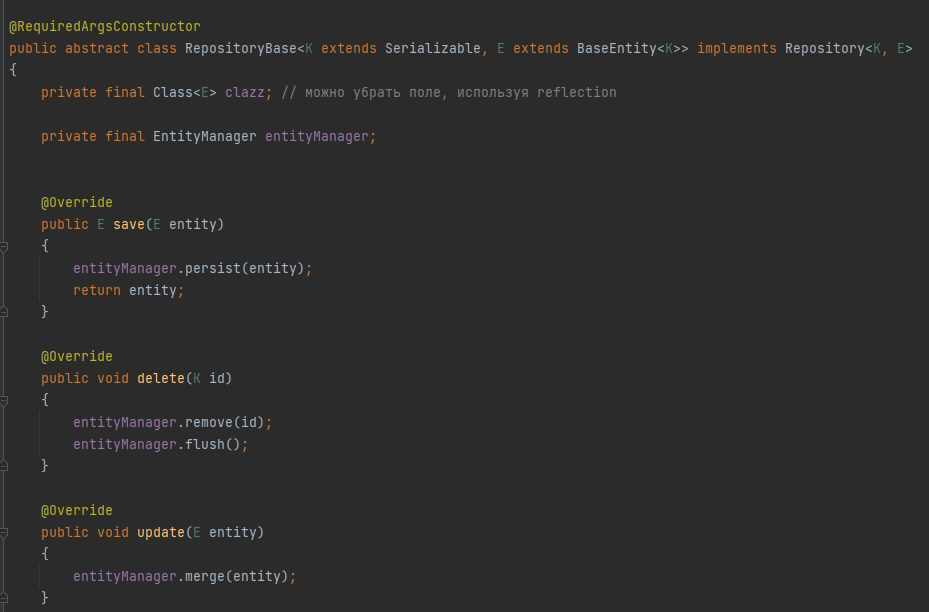 @RequiredArgsConstructor
public abstract class RepositoryBase<K extends Serializable, E extends BaseEntity<K>> implements Repository<K, E>
{
    private final Class<E> clazz; // можно убрать поле, используя reflection
    private final EntityManager entityManager;
    @Override
    public E save(E entity)
    {
        entityManager.persist(entity);
        return entity;
    }
    @Override
    public void delete(K id)
    {
        entityManager.remove(id);
        entityManager.flush();
    }
    @Override
    public void update(E entity)
    {
        entityManager.merge(entity);
    }